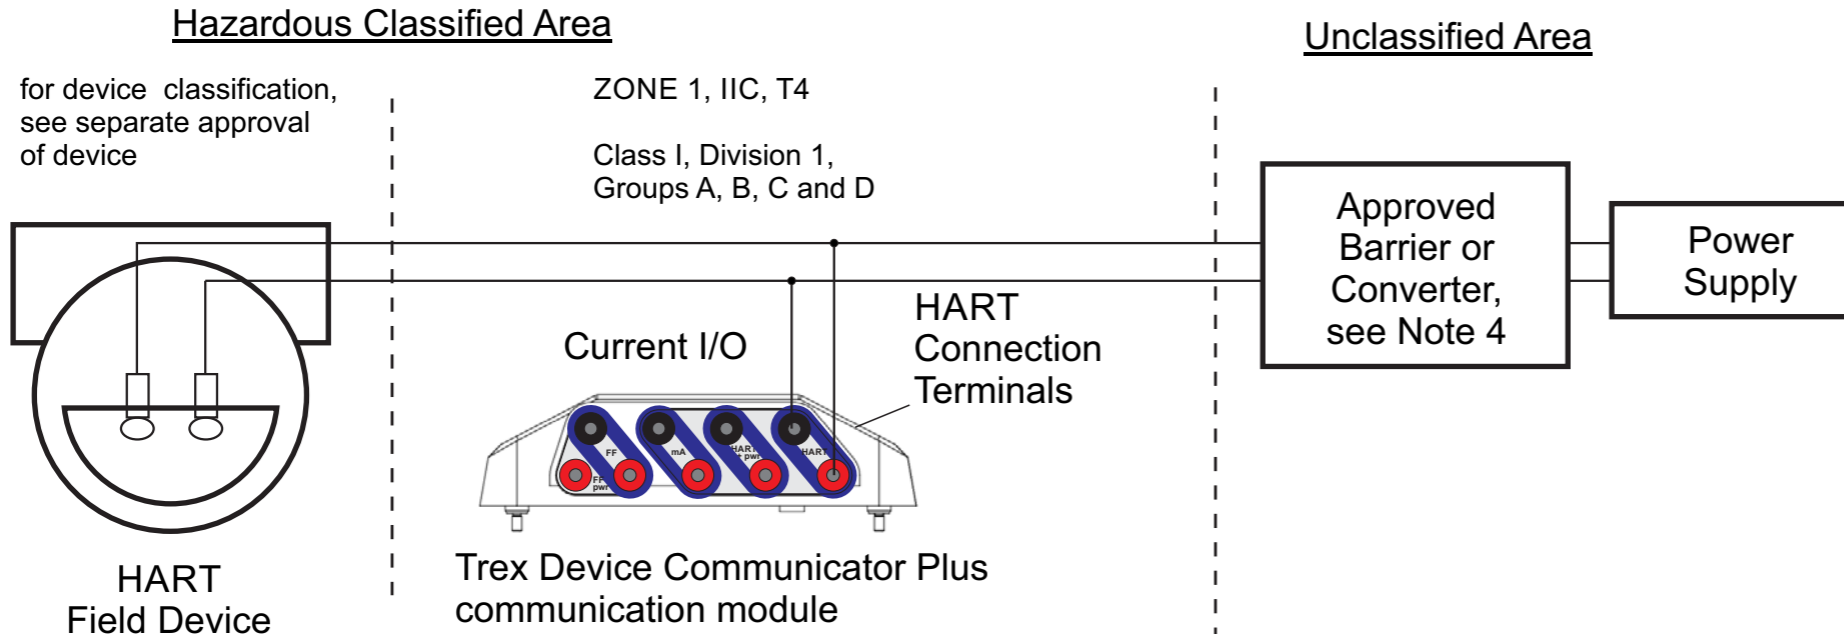 Hazardous Classified Area
Unclassified Area
for device classification,
see separate approval
of device
ZONE 1, IIC, T4
Class I, Division 1,
Groups A, B, C and D
Approved
Barrier or
Converter,
see Note 4
Power
Supply
Current I/O
HART
Connection
Terminals
FF
mA
HART
+ pwr
HART
FF
pwr
HART
Field Device
Trex Device Communicator Plus
communication module